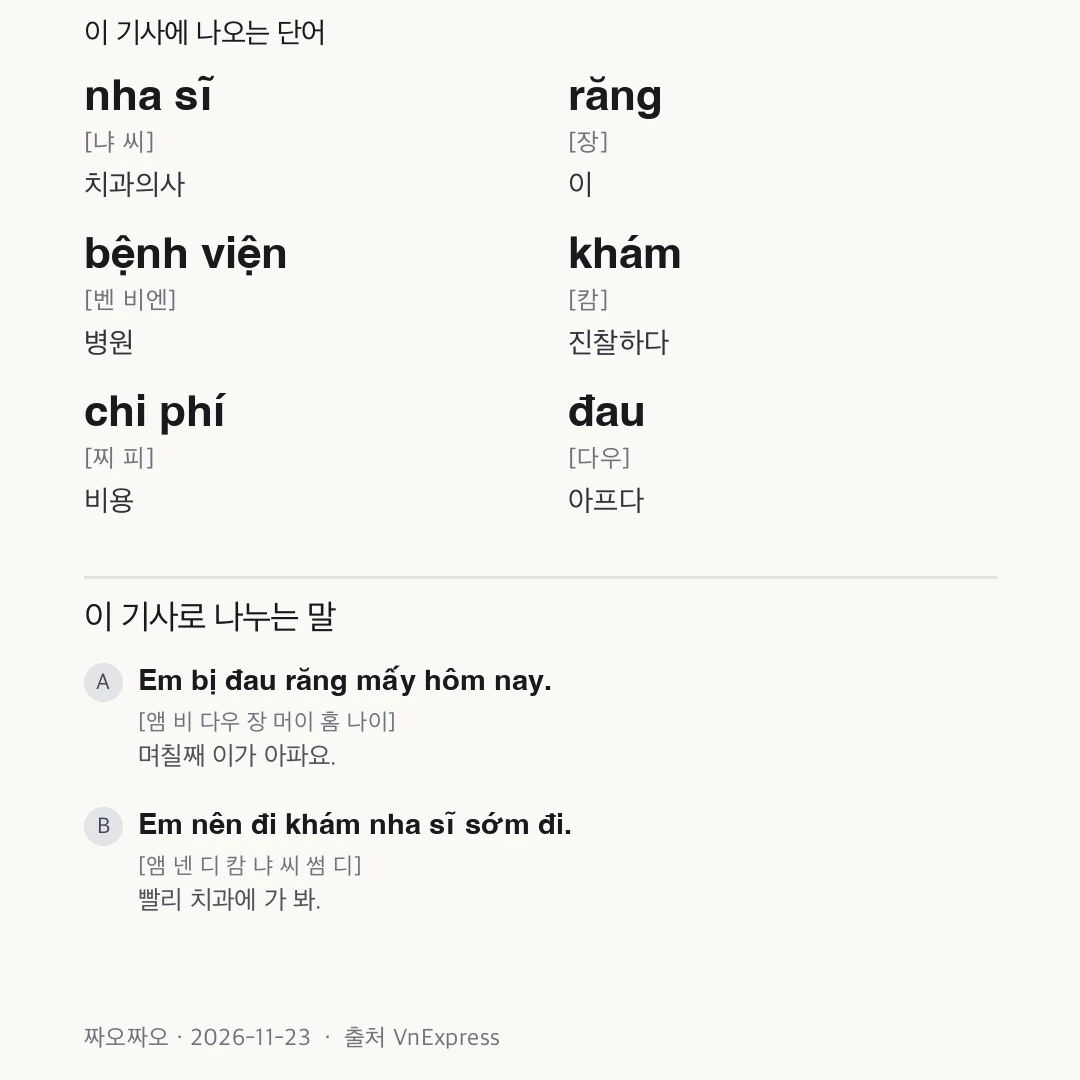 이 기사에 나오는 단어
nha sĩ
[냐 씨]
치과의사
răng
[장]
이
bệnh viện
[벤 비엔]
병원
khám
[캄]
진찰하다
chi phí
[찌 피]
비용
đau
[다우]
아프다
이 기사로 나누는 말
A
Em bị đau răng mấy hôm nay.
[앰 비 다우 장 머이 홈 나이]
며칠째 이가 아파요.
B
Em nên đi khám nha sĩ sớm đi.
[앰 넨 디 캄 냐 씨 썸 디]
빨리 치과에 가 봐.
짜오짜오 · 2026-11-23 · 출처 VnExpress